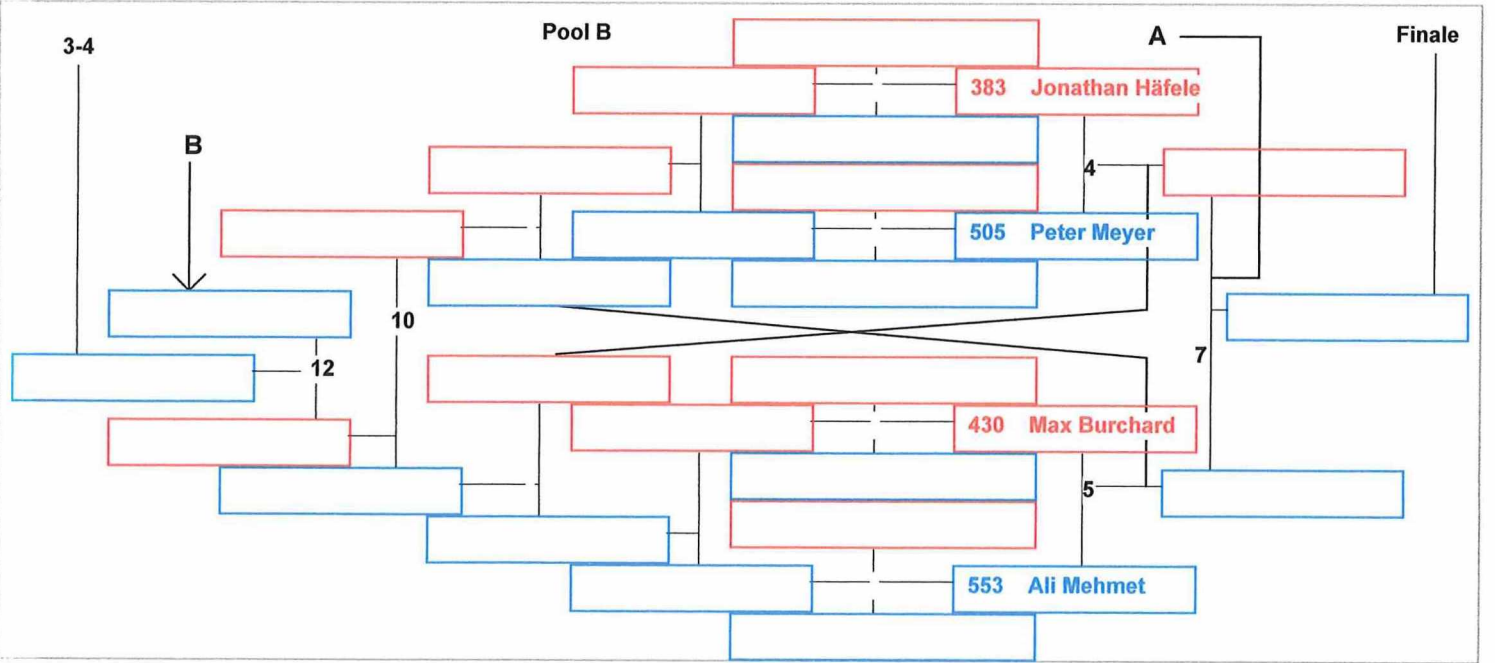 Pool B
A
Finale
3-4
383 Jonathan Häfele
B
4
505 Peter Meyer
10
7
12
430 Max Burchard
5
553 Ali Mehmet